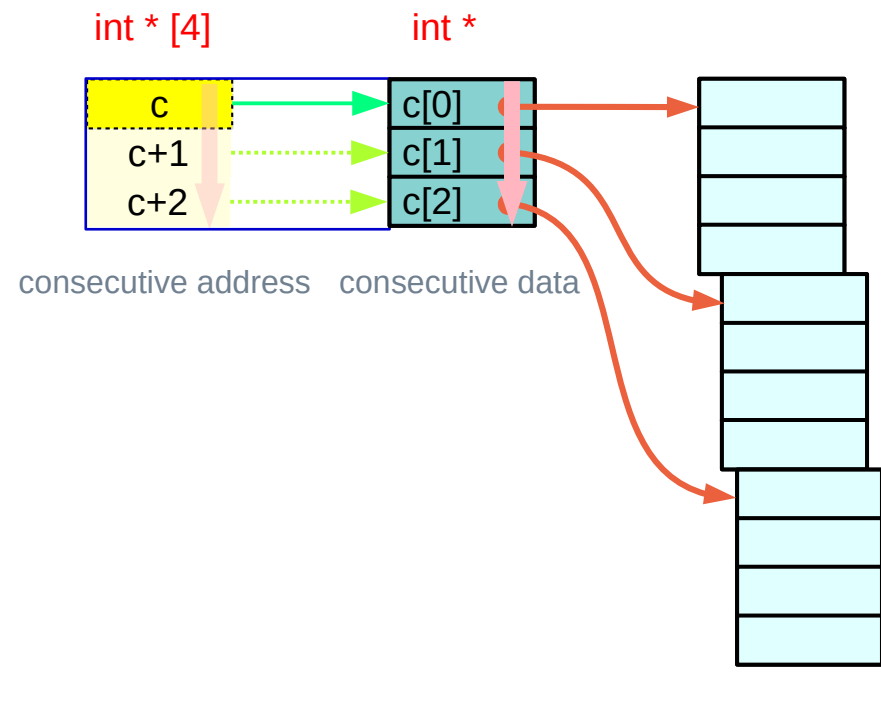 int * [4] int *
c c[0]
c+1 c[1]
c+2 c[2]
consecutive address consecutive data